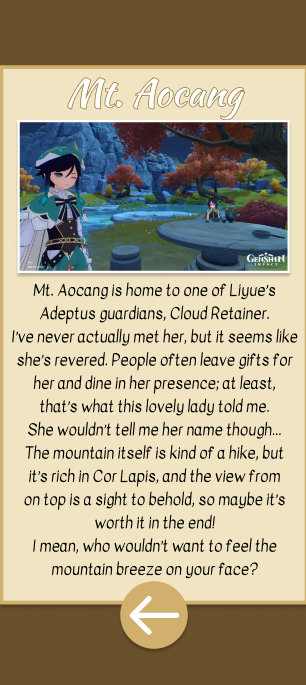 Mt. Aocang
GENSHIN
IMPACT
Mt. Aocang is home to one of Liyue's
Adeptus guardians, Cloud Retainer.
I've never actually met her, but it seems like
she's revered. People often leave gifts for
her and dine in her presence; at least,
that's what this lovely lady told me.
She wouldn't tell me her name though...
The mountain itself is kind of a hike, but
it's rich in Cor Lapis, and the view from
on top is a sight to behold, so maybe it's
worth it in the end!
I mean, who wouldn't want to feel the
mountain breeze on your face?